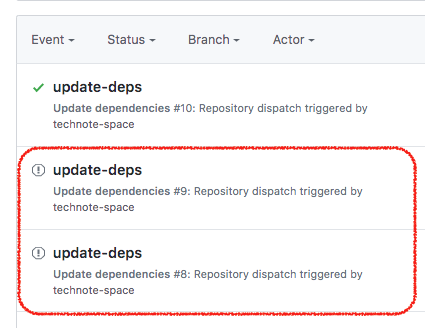 Event Status Branch Actor
update-deps
Update dependencies #10: Repository dispatch triggered by
technote-space
update-deps
Update dependencies #9: Repository dispatch triggered by
technote-space
update-deps
Update dependencies #8: Repository dispatch triggered by
technote-space